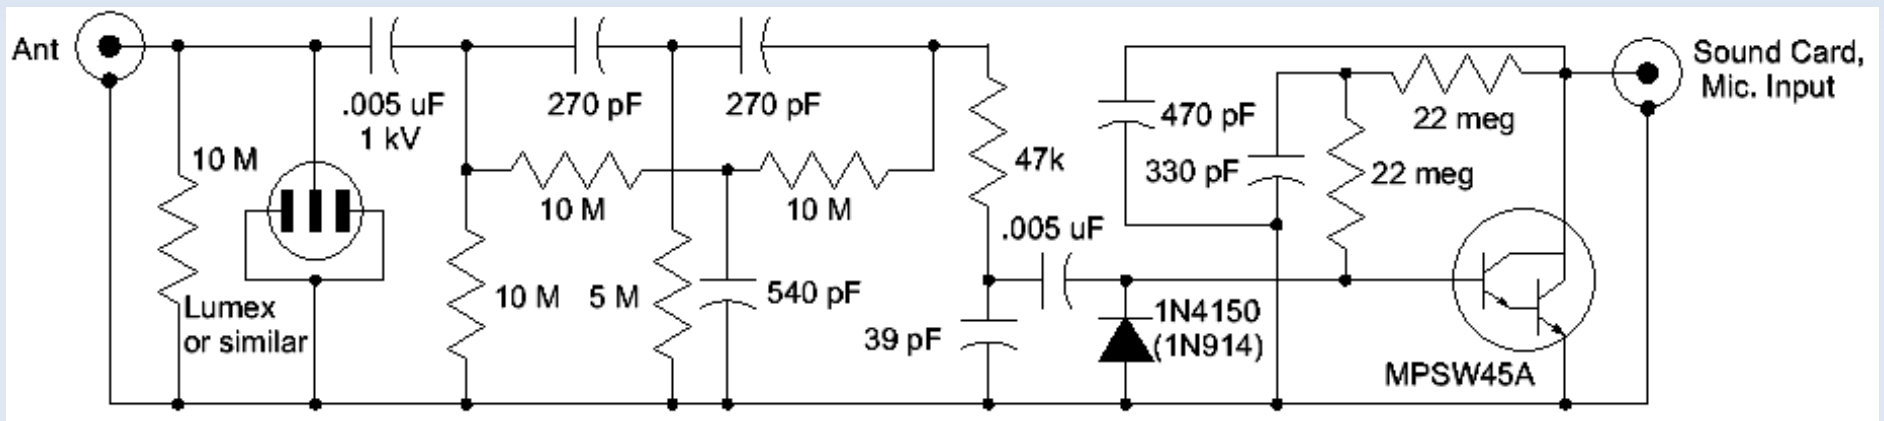 Ant
.005 uF
1 kV
270 pF
270 pF
10 M
10 M
10 M
47k
.005 uF
Lumex
or similar
10 M
5 M
540 pF
39 pF
1N4150
(1N914)
470 pF
330 pF
22 meg
22 meg
MPSW45A
Sound Card,
Mic. Input